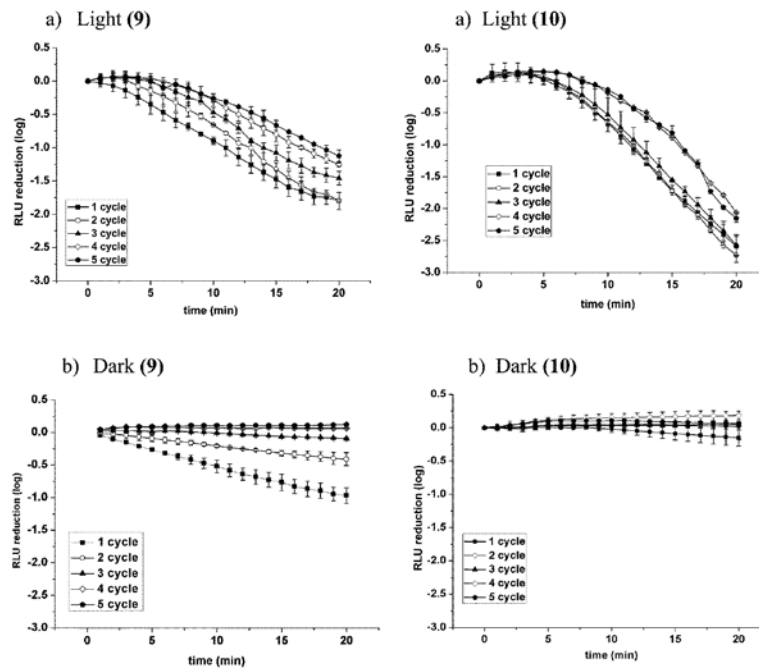 a) Light (9)
0.5
0.0
-0.5
-1.0
-1.5
-2.0
-2.5
-3.0
RLU reduction (log)
1 cycle
2 cycle
3 cycle
4 cycle
5 cycle
0 5 10 15 20
time (min)
a) Light (10)
0.5
0.0
-0.5
-1.0
-1.5
-2.0
-2.5
-3.0
RLU reduction (log)
1 cycle
2 cycle
3 cycle
4 cycle
5 cycle
0 5 10 15 20
time (min)
b) Dark (9)
0.5
0.0
-0.5
-1.0
-1.5
-2.0
-2.5
-3.0
RLU reduction (log)
1 cycle
2 cycle
3 cycle
4 cycle
5 cycle
0 5 10 15 20
time (min)
b) Dark (10)
0.5
0.0
-0.5
-1.0
-1.5
-2.0
-2.5
-3.0
RLU reduction (log)
1 cycle
2 cycle
3 cycle
4 cycle
5 cycle
0 5 10 15 20
time (min)